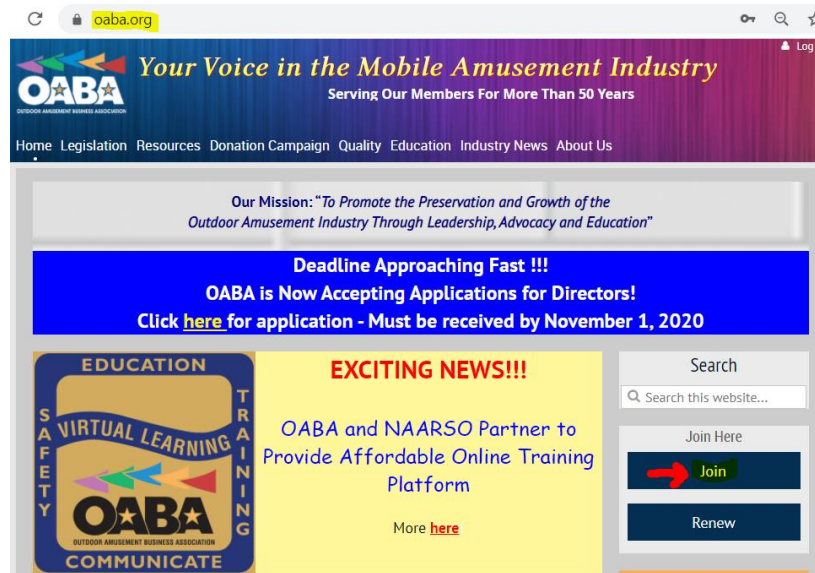 oaba.org
Log
OABA
OUTDOOR AMUSEMENT BUSINESS ASSOCIATION
Your Voice in the Mobile Amusement Industry
Serving Our Members For More Than 50 Years
Home Legislation Resources Donation Campaign Quality Education Industry News About Us
Our Mission: "To Promote the Preservation and Growth of the
Outdoor Amusement Industry Through Leadership, Advocacy and Education"
Deadline Approaching Fast !!!
OABA is Now Accepting Applications for Directors!
Click here for application - Must be received by November 1, 2020
EDUCATION
SAFETY
VIRTUAL LEARNING
TRAINING
OABA
OUTDOOR AMUSEMENT BUSINESS ASSOCIATION
COMMUNICATE
EXCITING NEWS!!!
OABA and NAARSO Partner to
Provide Affordable Online Training
Platform
More here
Search
Search this website...
Join Here
Join
Renew